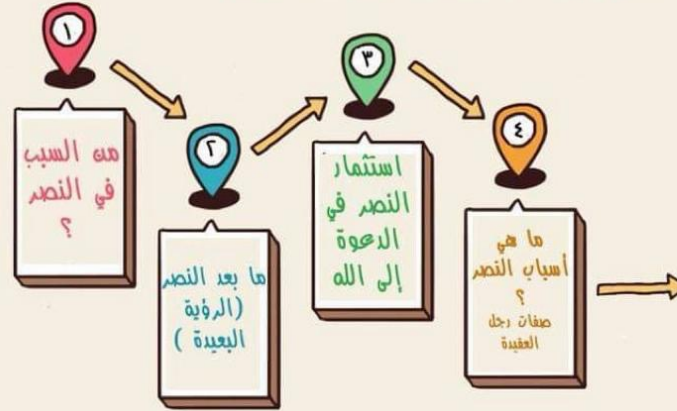 ١
من السبب
في النصر
؟
٢
ما بعد النصر
(الرؤية
البعيدة )
٣
استثمار
النصر في
الدعوة
إلى الله
٤
ما هي
أسباب النصر
؟
صفات رجل
العقيدة